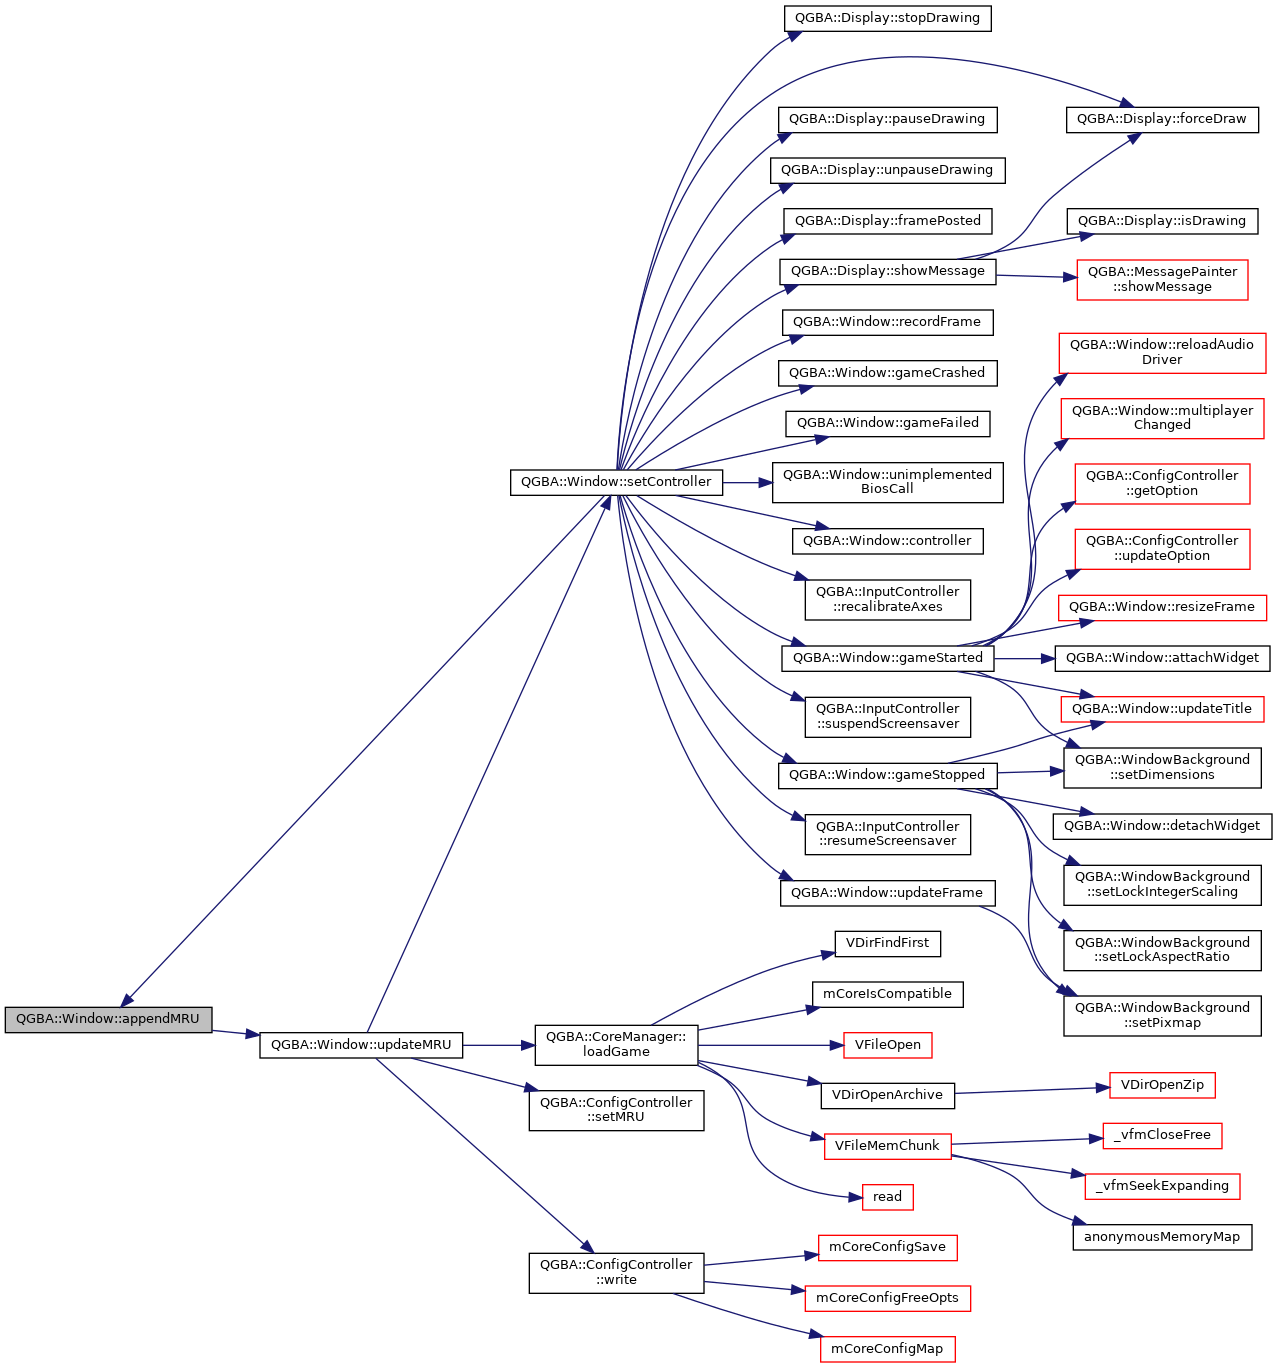 QGBA::Display::stopDrawing
QGBA::Display::pauseDrawing
QGBA::Display::forceDraw
QGBA::Display::unpauseDrawing
QGBA::Display::framePosted
QGBA::Display::isDrawing
QGBA::Display::showMessage
QGBA::MessagePainter
::showMessage
QGBA::Window::recordFrame
QGBA::Window::reloadAudio
Driver
QGBA::Window::gameCrashed
QGBA::Window::multiplayer
Changed
QGBA::Window::gameFailed
QGBA::Window::setController
QGBA::Window::unimplemented
BiosCall
QGBA::ConfigController
::getOption
QGBA::Window::controller
QGBA::ConfigController
::updateOption
QGBA::InputController
::recalibrateAxes
QGBA::Window::resizeFrame
QGBA::Window::gameStarted
QGBA::Window::attachWidget
QGBA::InputController
::suspendScreensaver
QGBA::Window::updateTitle
QGBA::Window::gameStopped
QGBA::WindowBackground
::setDimensions
QGBA::InputController
::resumeScreensaver
QGBA::Window::detachWidget
QGBA::Window::updateFrame
QGBA::WindowBackground
::setLockIntegerScaling
QGBA::WindowBackground
::setLockAspectRatio
VDirFindFirst
mCoreIsCompatible
QGBA::WindowBackground
::setPixmap
QGBA::Window::appendMRU
QGBA::Window::updateMRU
QGBA::CoreManager::
loadGame
VFileOpen
QGBA::ConfigController
::setMRU
VDirOpenArchive
VDirOpenZip
VFileMemChunk
_vfmCloseFree
read
_vfmSeekExpanding
anonymousMemoryMap
QGBA::ConfigController
::write
mCoreConfigSave
mCoreConfigFreeOpts
mCoreConfigMap